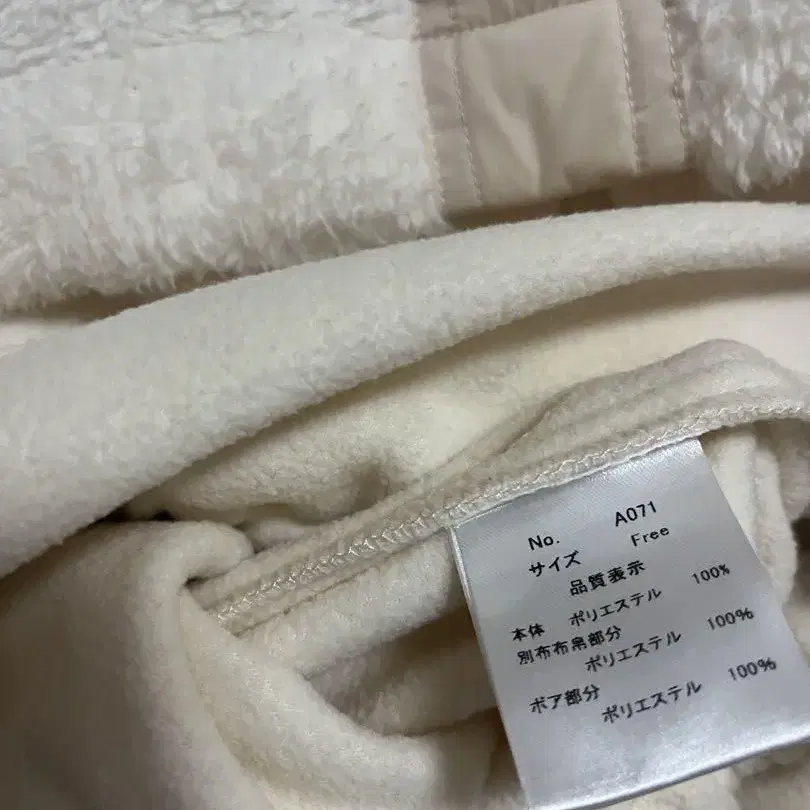 No. A071
サイズ Free
品質表示
本体 ポリエステル 100%
別布布帛部分
ポリエステル 100%
ボア部分
ポリエステル 100%